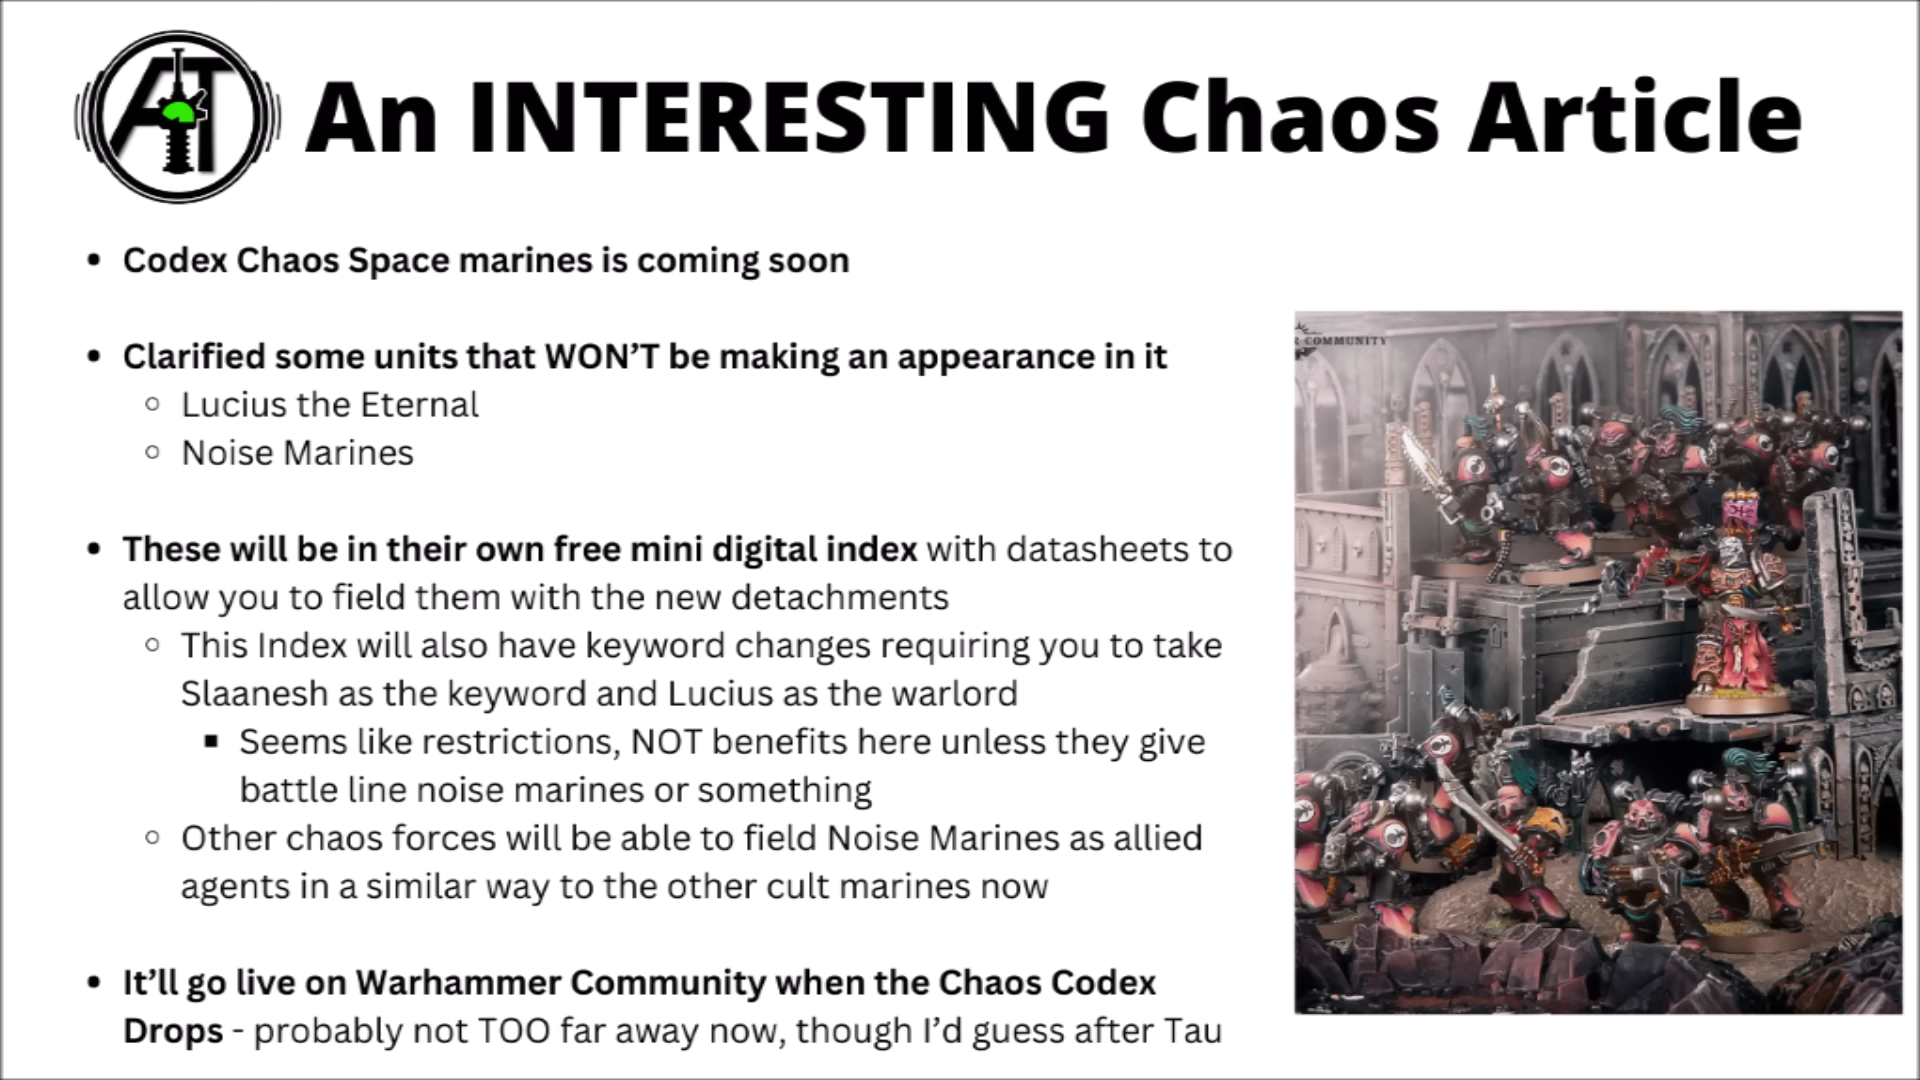 AT
An INTERESTING Chaos Article
• Codex Chaos Space marines is coming soon
• Clarified some units that WON’T be making an appearance in it
○ Lucius the Eternal
○ Noise Marines
• These will be in their own free mini digital index with datasheets to
allow you to field them with the new detachments
○ This Index will also have keyword changes requiring you to take
Slaanesh as the keyword and Lucius as the warlord
▪ Seems like restrictions, NOT benefits here unless they give
battle line noise marines or something
○ Other chaos forces will be able to field Noise Marines as allied
agents in a similar way to the other cult marines now
• It’ll go live on Warhammer Community when the Chaos Codex
Drops - probably not TOO far away now, though I’d guess after Tau
R COMMUNITY